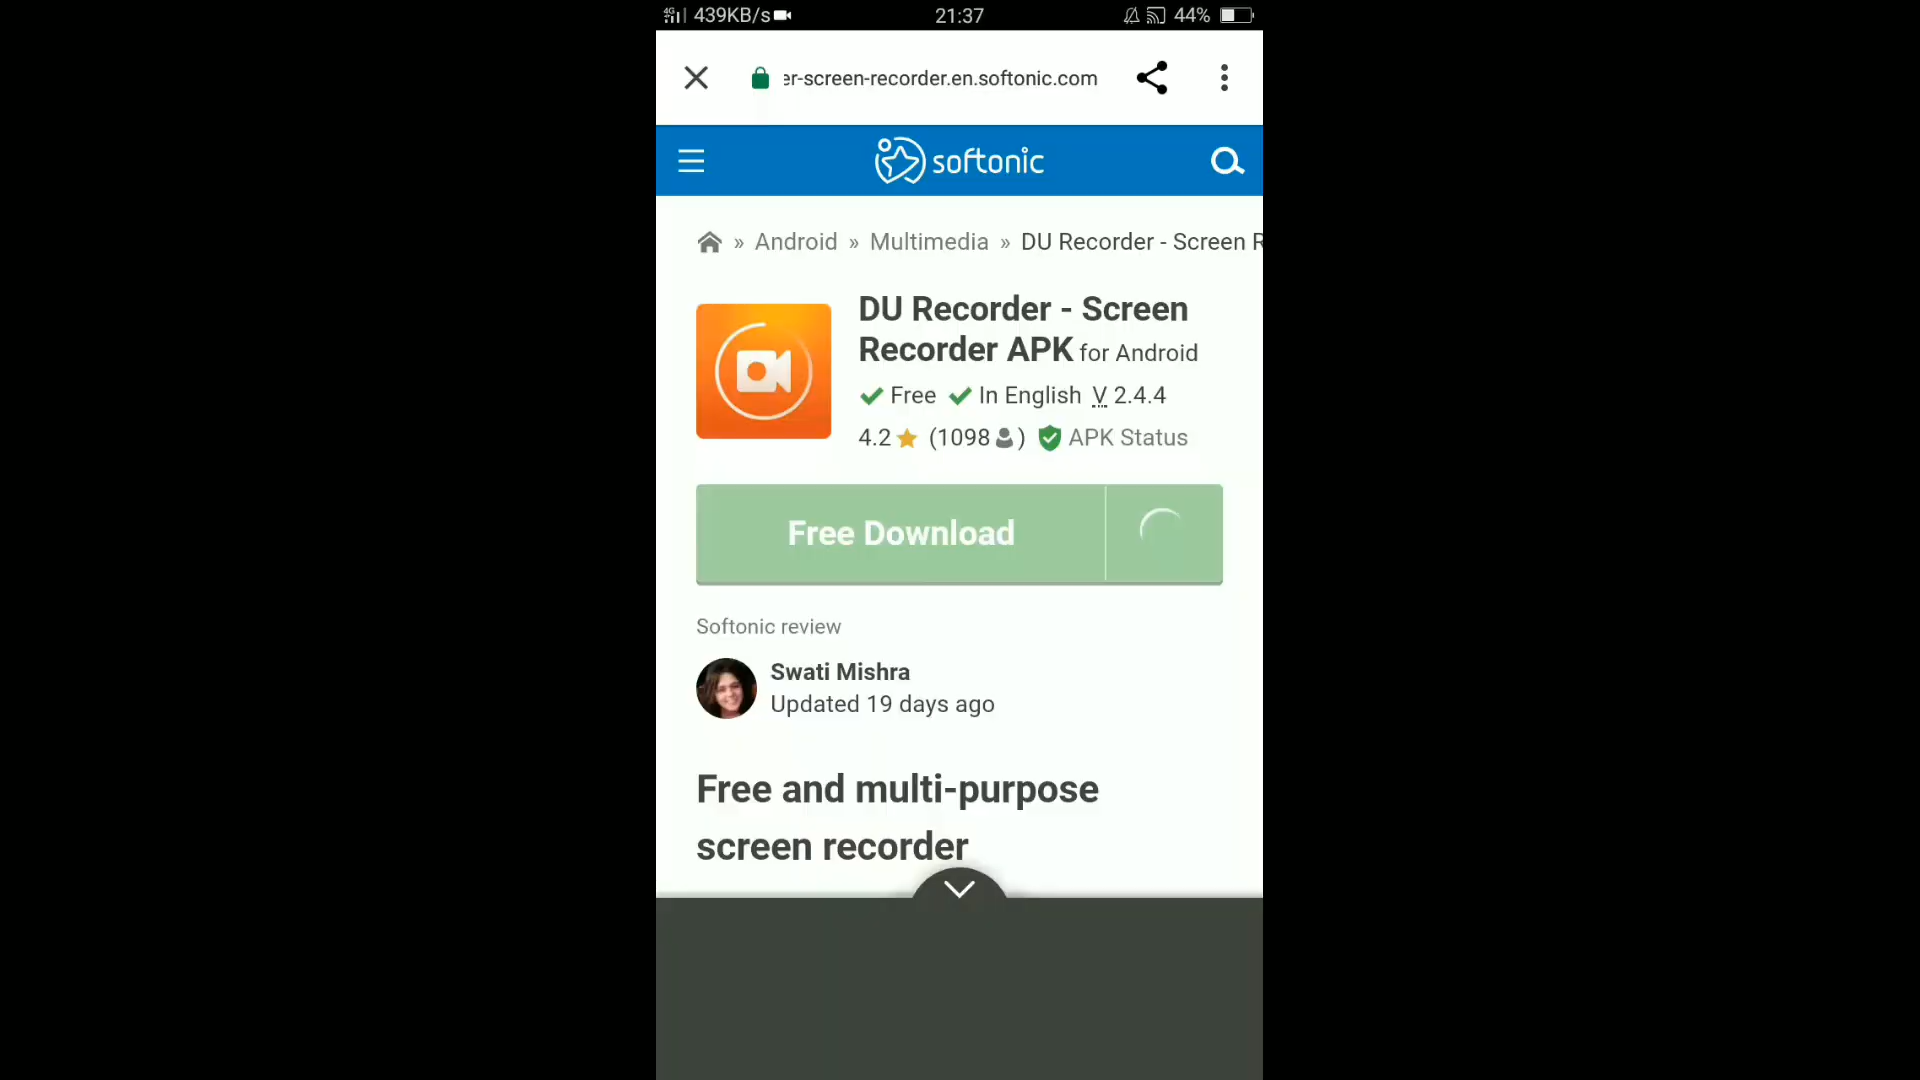 4G 439KB/s 21:37 44%
er-screen-recorder.en.softonic.com
softonic
» Android » Multimedia » DU Recorder - Screen R
DU Recorder - Screen
Recorder APK for Android
Free In English V 2.4.4
4.2 (1098) APK Status
Free Download
Softonic review
Swati Mishra
Updated 19 days ago
Free and multi-purpose
screen recorder